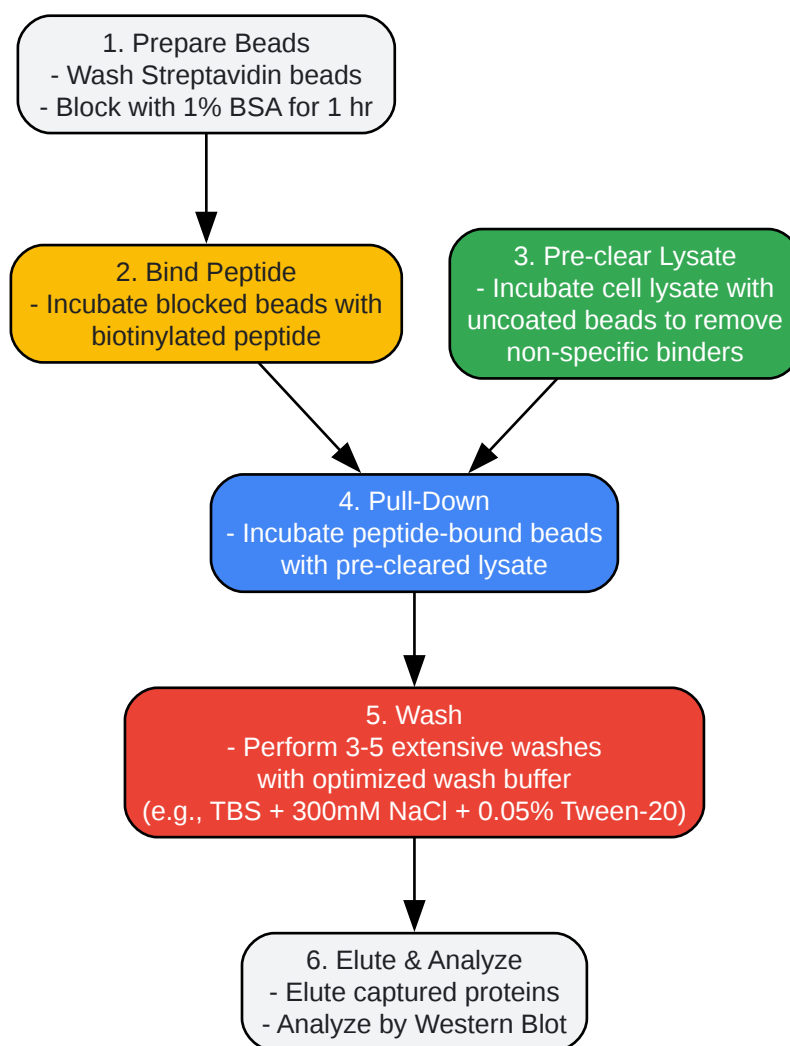 1. Prepare Beads
- Wash Streptavidin beads
- Block with 1% BSA for 1 hr
2. Bind Peptide
- Incubate blocked beads with
biotinylated peptide
3. Pre-clear Lysate
- Incubate cell lysate with
uncoated beads to remove
non-specific binders
4. Pull-Down
- Incubate peptide-bound beads
with pre-cleared lysate
5. Wash
- Perform 3-5 extensive washes
with optimized wash buffer
(e.g., TBS + 300mM NaCl + 0.05% Tween-20)
6. Elute & Analyze
- Elute captured proteins
- Analyze by Western Blot